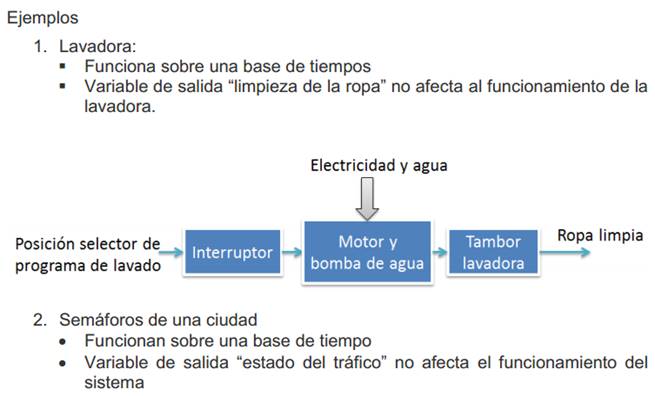 Ejemplos
1. Lavadora:
▪ Funciona sobre una base de tiempos
▪ Variable de salida “limpieza de la ropa” no afecta al funcionamiento de la
lavadora.
Electricidad y agua
Posición selector de
programa de lavado
Interruptor
Motor y
bomba de agua
Tambor
lavadora
Ropa limpia
2. Semáforos de una ciudad
• Funcionan sobre una base de tiempo
• Variable de salida “estado del tráfico” no afecta el funcionamiento del
sistema